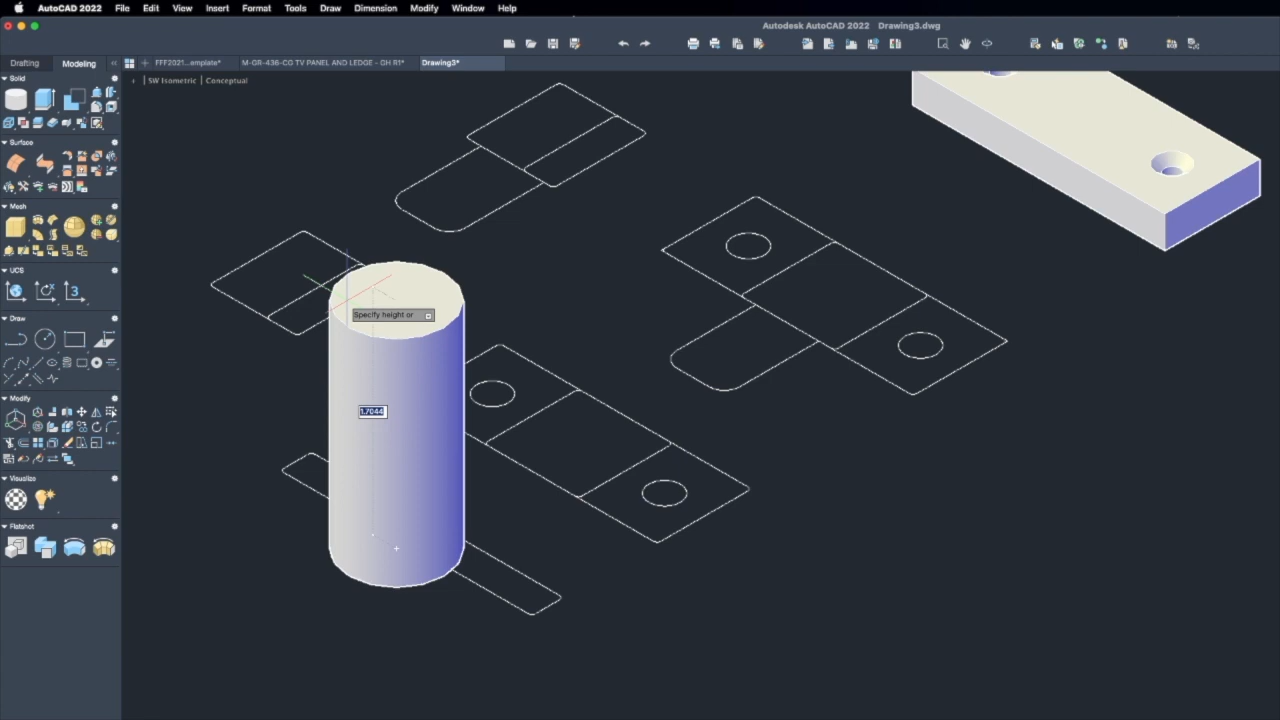 AutoCAD 2022 File Edit View Insert Format Tools Draw Dimension Modify Window Help
Autodesk AutoCAD 2022 Drawing3.dwg
Drafting Modeling FFF2021...emplate* M-GR-436-CG TV PANEL AND LEDGE - GH R1* Drawing3*
Solid
+ SW Isometric Conceptual
Surface
Mesh
UCS
3
Draw
Specify height or
Modify
1.7044
Visualize
Flatshot